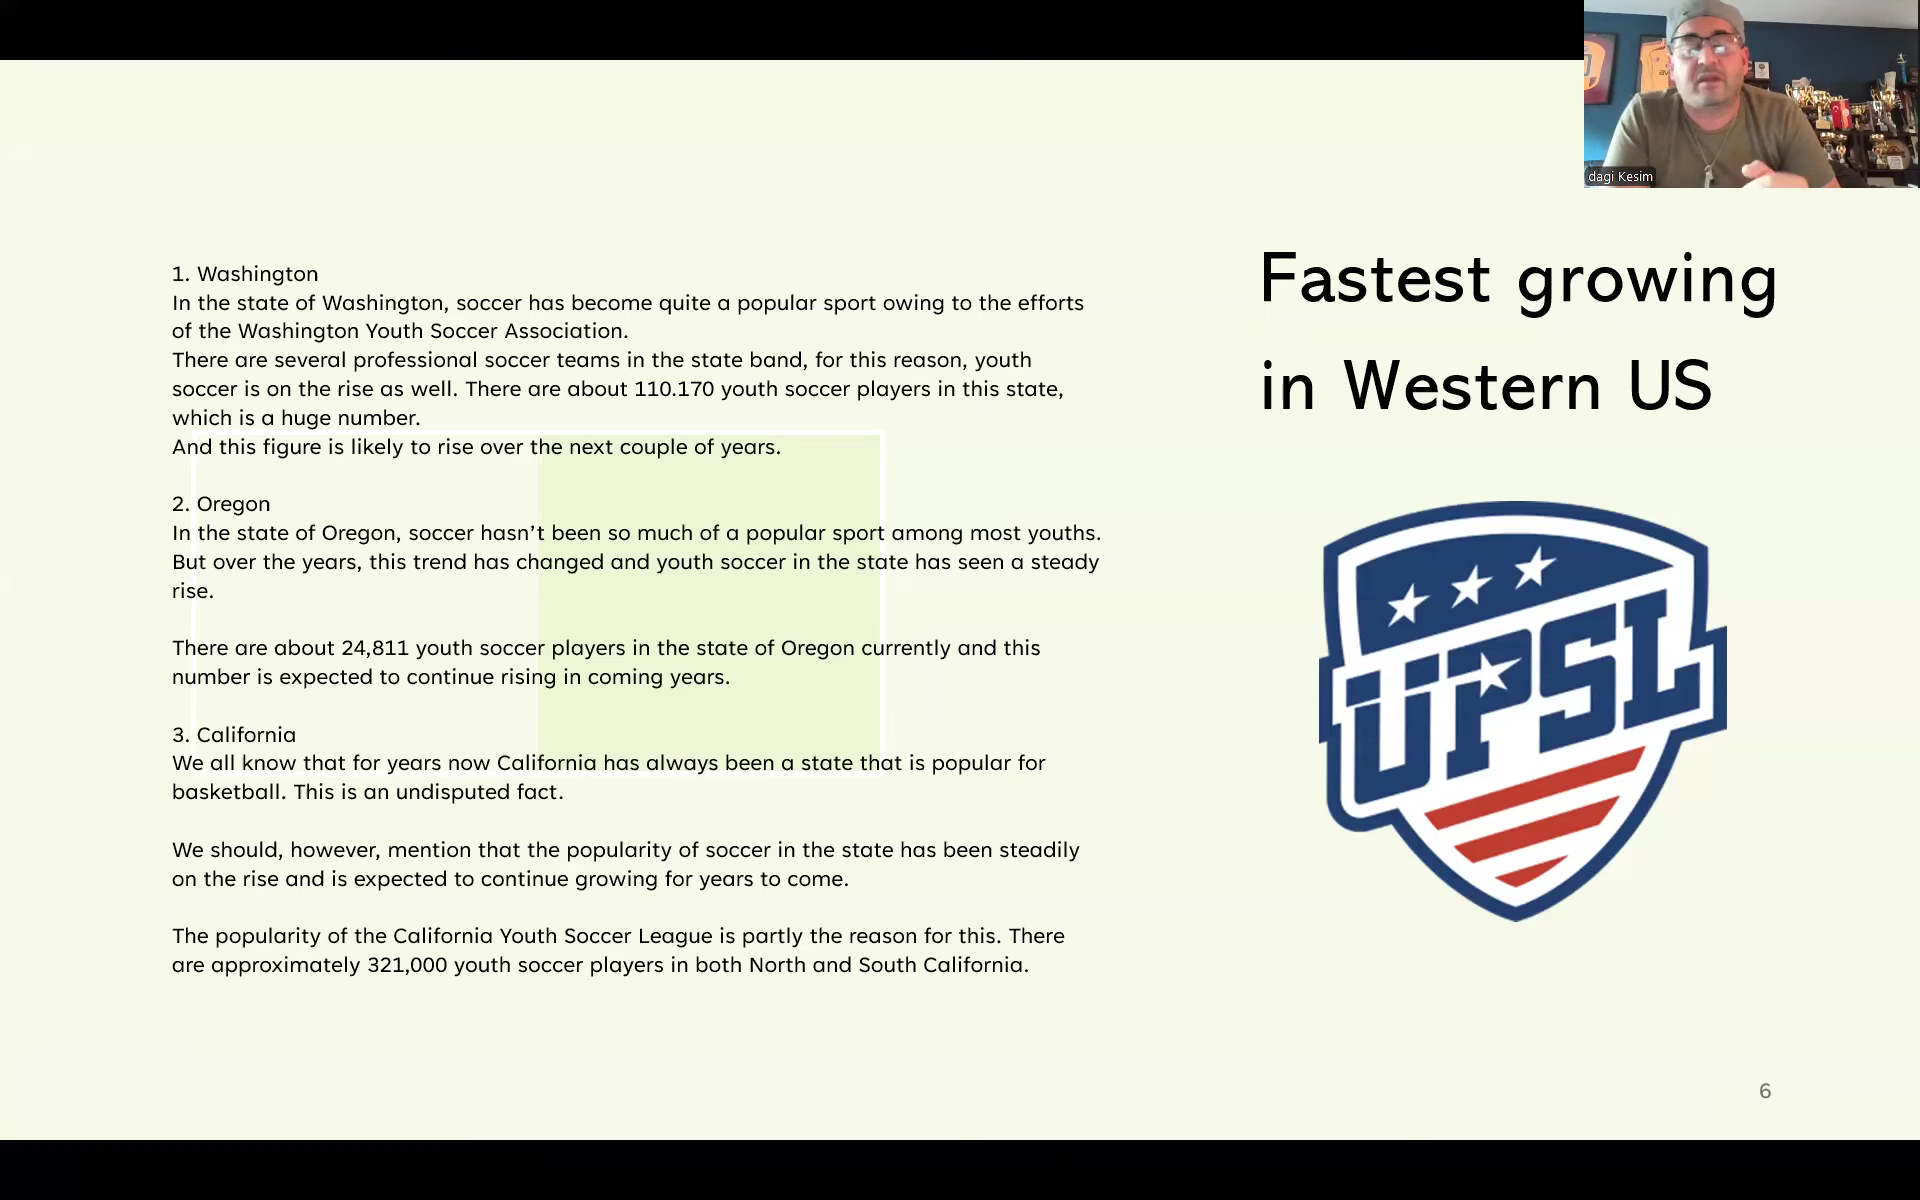 dagi Kesim
1. Washington
In the state of Washington, soccer has become quite a popular sport owing to the efforts
of the Washington Youth Soccer Association.
There are several professional soccer teams in the state band, for this reason, youth
soccer is on the rise as well. There are about 110.170 youth soccer players in this state,
which is a huge number.
And this figure is likely to rise over the next couple of years.
2. Oregon
In the state of Oregon, soccer hasn’t been so much of a popular sport among most youths.
But over the years, this trend has changed and youth soccer in the state has seen a steady
rise.
There are about 24,811 youth soccer players in the state of Oregon currently and this
number is expected to continue rising in coming years.
3. California
We all know that for years now California has always been a state that is popular for
basketball. This is an undisputed fact.
We should, however, mention that the popularity of soccer in the state has been steadily
on the rise and is expected to continue growing for years to come.
The popularity of the California Youth Soccer League is partly the reason for this. There
are approximately 321,000 youth soccer players in both North and South California.
Fastest growing
in Western US
UPSL
6